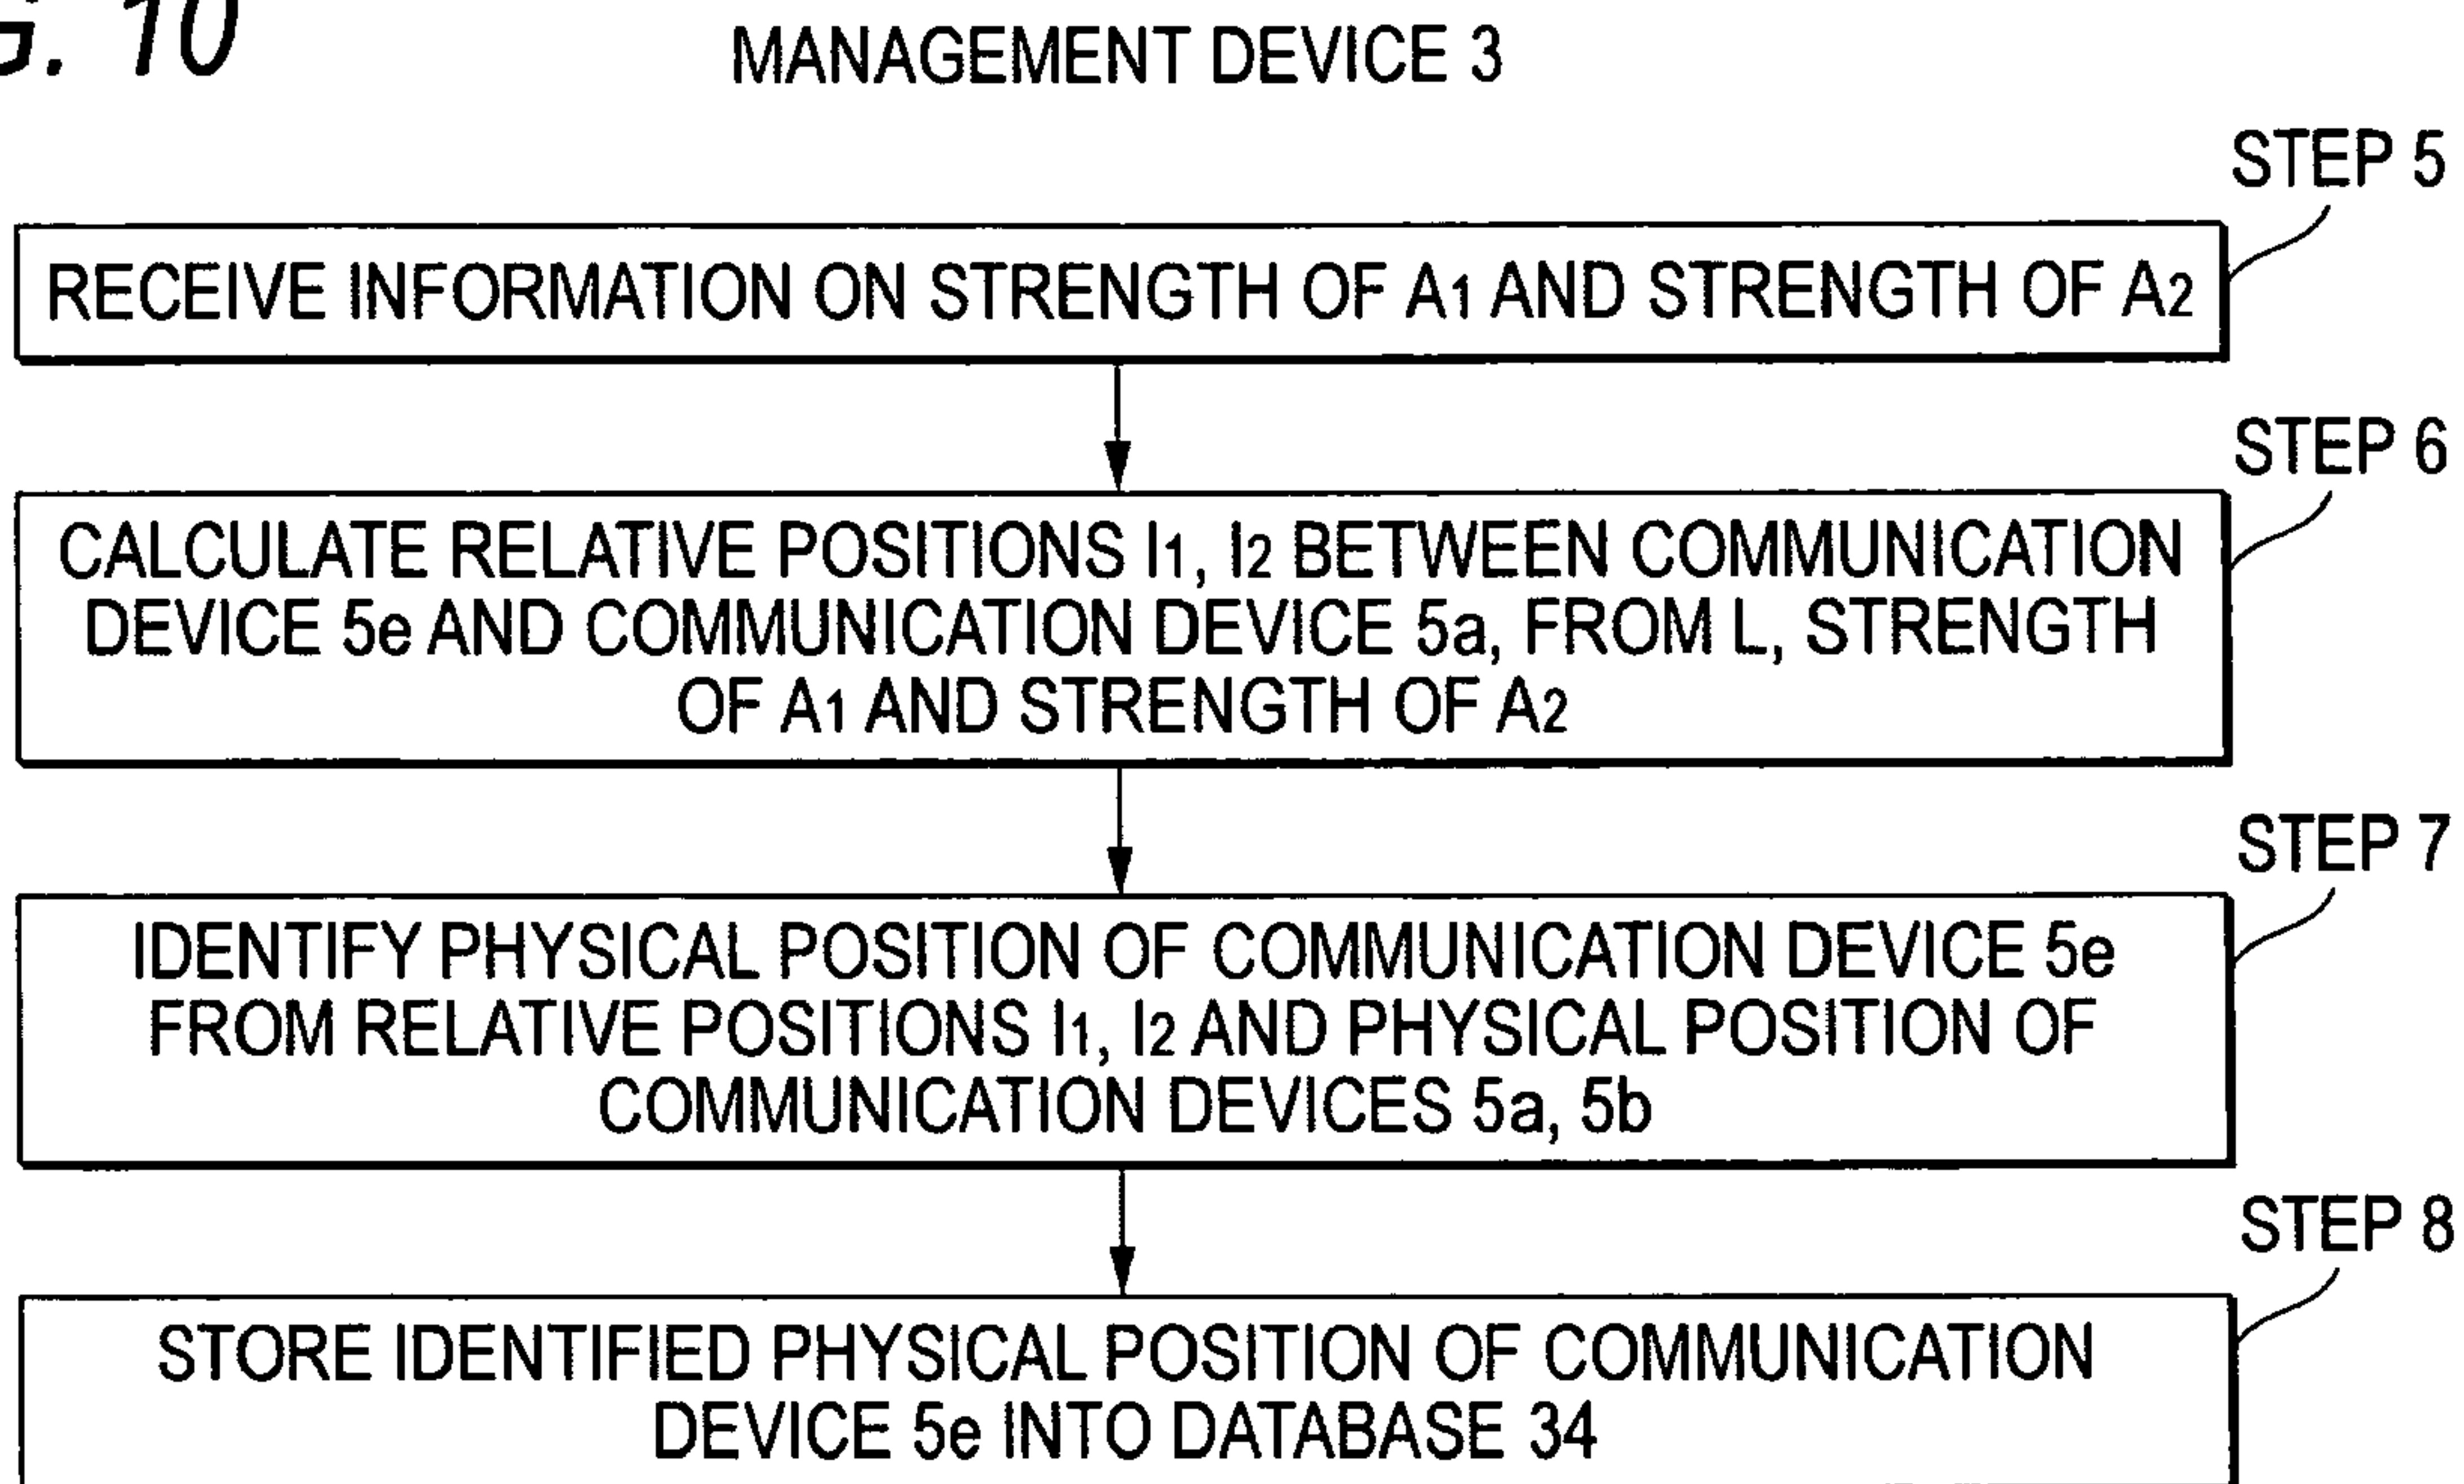 G. 10
MANAGEMENT DEVICE 3
STEP 5
RECEIVE INFORMATION ON STRENGTH OF A1 AND STRENGTH OF A2
STEP 6
CALCULATE RELATIVE POSITIONS l1, l2 BETWEEN COMMUNICATION
DEVICE 5e AND COMMUNICATION DEVICE 5a, FROM L, STRENGTH
OF A1 AND STRENGTH OF A2
STEP 7
IDENTIFY PHYSICAL POSITION OF COMMUNICATION DEVICE 5e
FROM RELATIVE POSITIONS l1, l2 AND PHYSICAL POSITION OF
COMMUNICATION DEVICES 5a, 5b
STEP 8
STORE IDENTIFIED PHYSICAL POSITION OF COMMUNICATION
DEVICE 5e INTO DATABASE 34